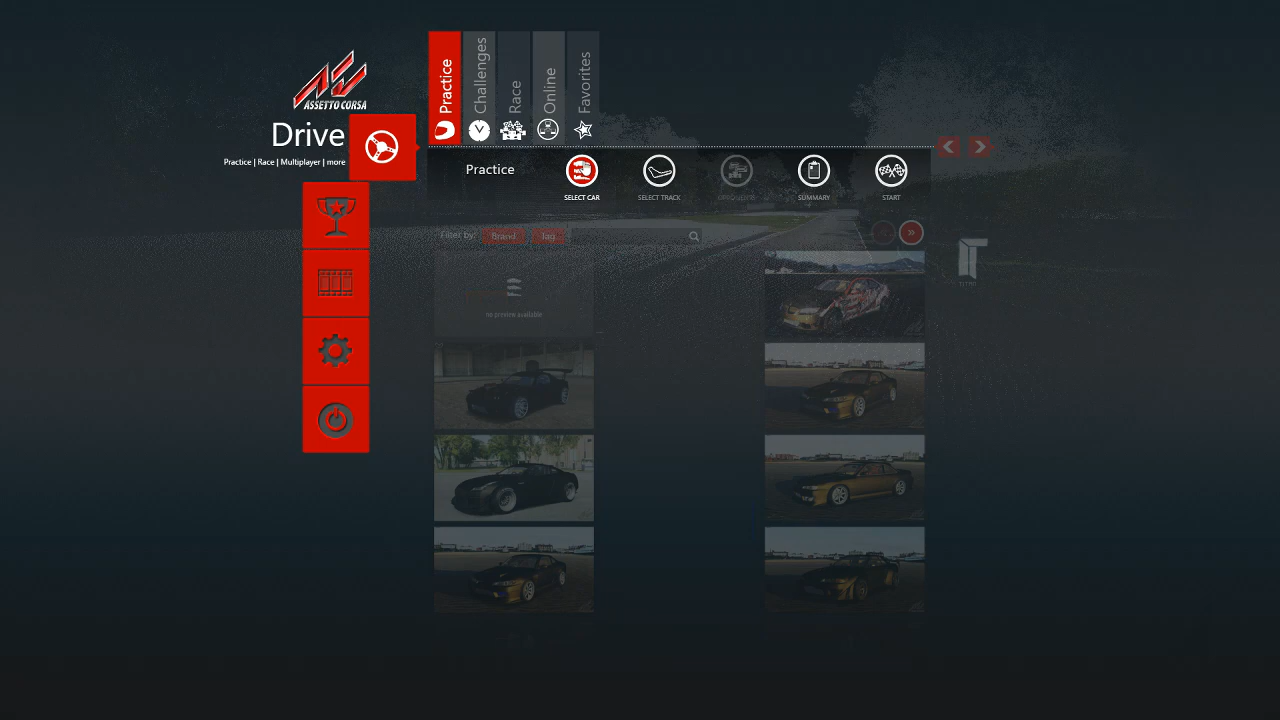 Practice
Challenges
Race
Online
Favorites
ASSETTO CORSA
Drive
Practice | Race | Multiplayer | more
Practice
SELECT CAR
SELECT TRACK
SUMMARY
START
Filter by:
Brand
Tag
no preview available